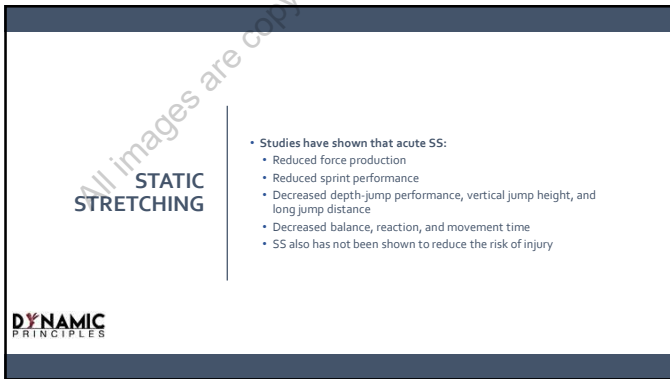 All images are copy
STATIC
STRETCHING
• Studies have shown that acute SS:
• Reduced force production
• Reduced sprint performance
• Decreased depth-jump performance, vertical jump height, and
long jump distance
• Decreased balance, reaction, and movement time
• SS also has not been shown to reduce the risk of injury
DYNAMIC
PRINCIPLES